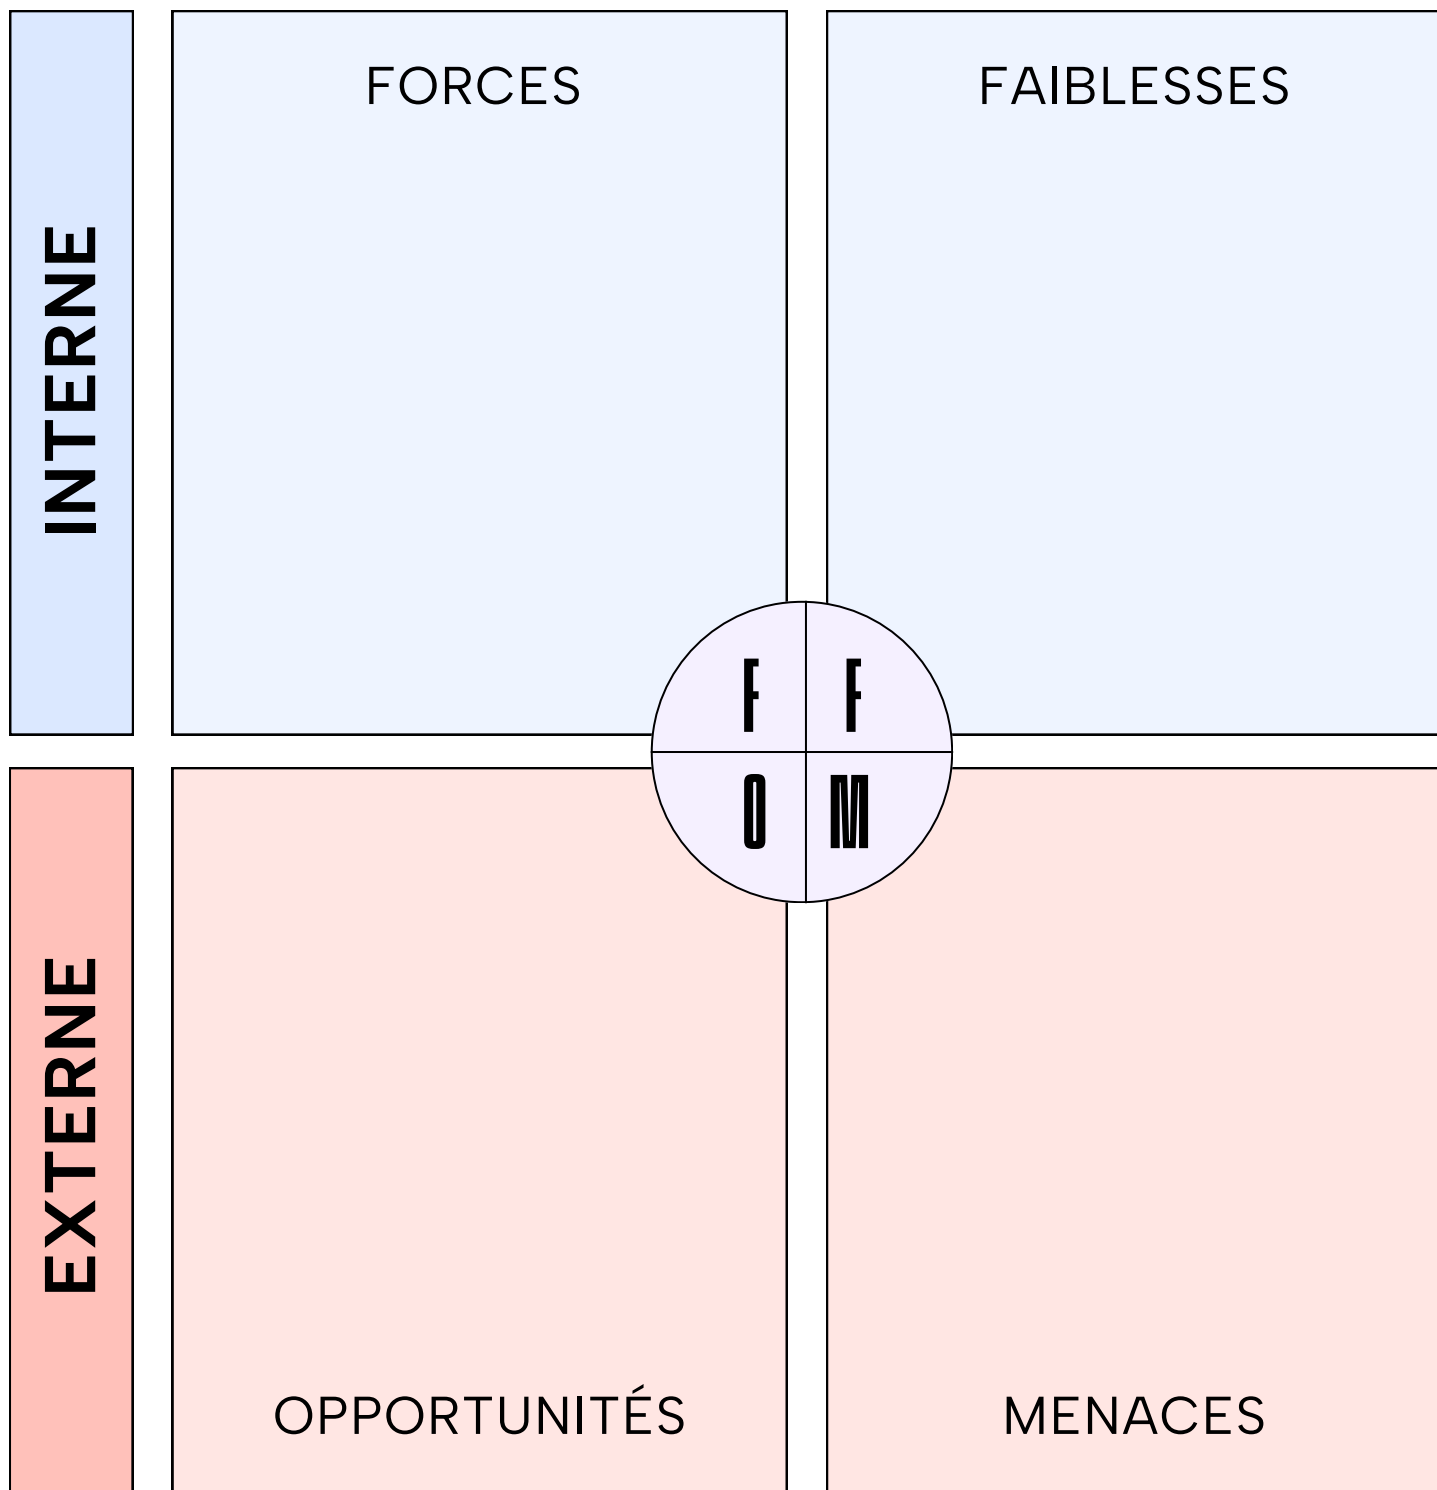 INTERNE
FORCES
FAIBLESSES
F
F
O
M
EXTERNE
OPPORTUNITÉS
MENACES